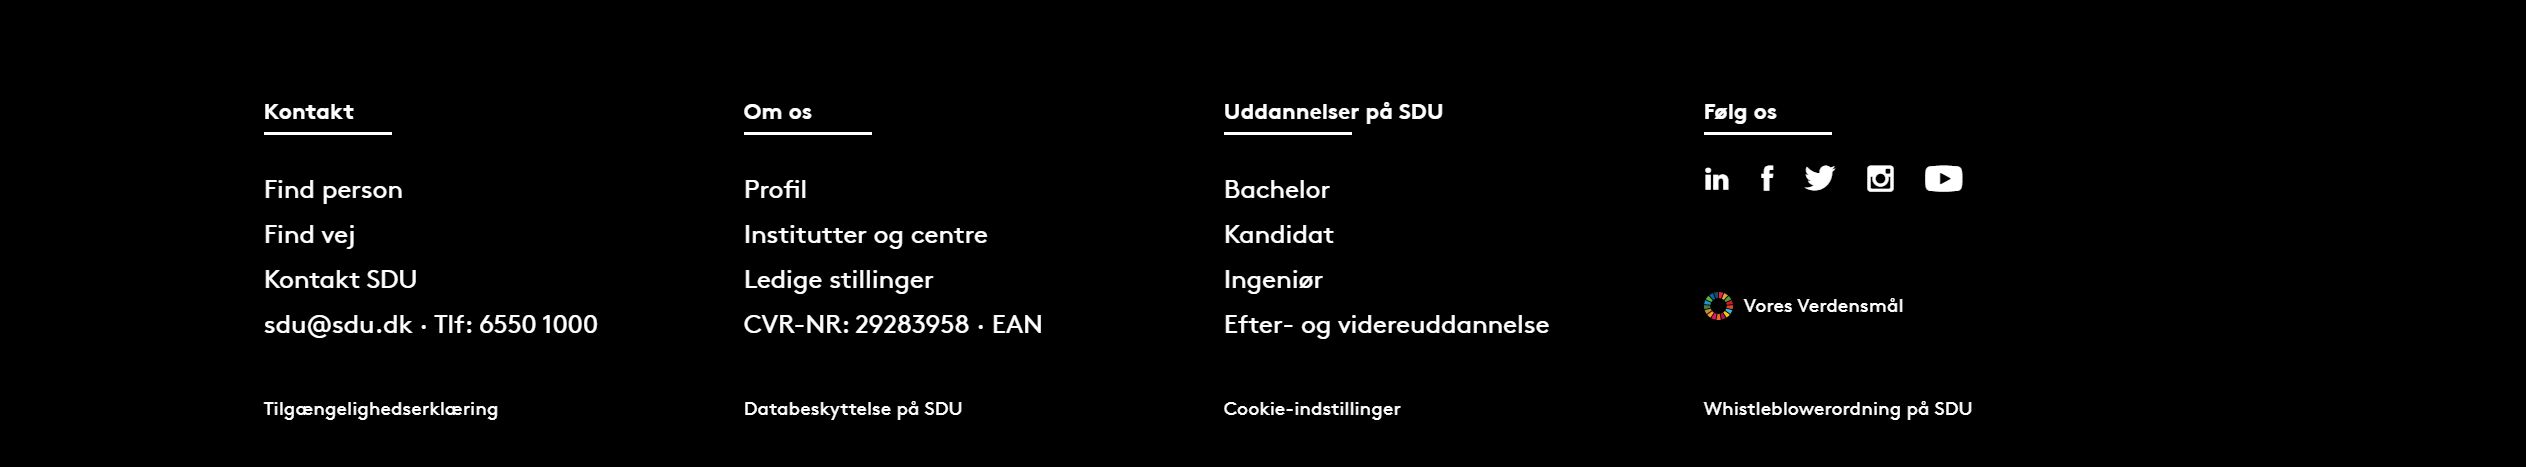 Kontakt
Find person
Find vej
Kontakt SDU
sdu@sdu.dk · Tlf: 6550 1000
Tilgængelighedserklæring
Om os
Profil
Institutter og centre
Ledige stillinger
CVR-NR: 29283958 · EAN
Databeskyttelse på SDU
Uddannelser på SDU
Bachelor
Kandidat
Ingeniør
Efter- og videreuddannelse
Cookie-indstillinger
Følg os
Vores Verdensmål
Whistleblowerordning på SDU